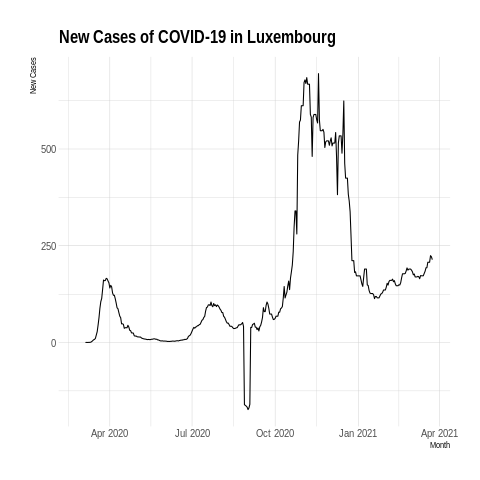 New Cases of COVID-19 in Luxembourg
New Cases
500
250
0
Apr 2020 Jul 2020 Oct 2020 Jan 2021 Apr 2021
Month